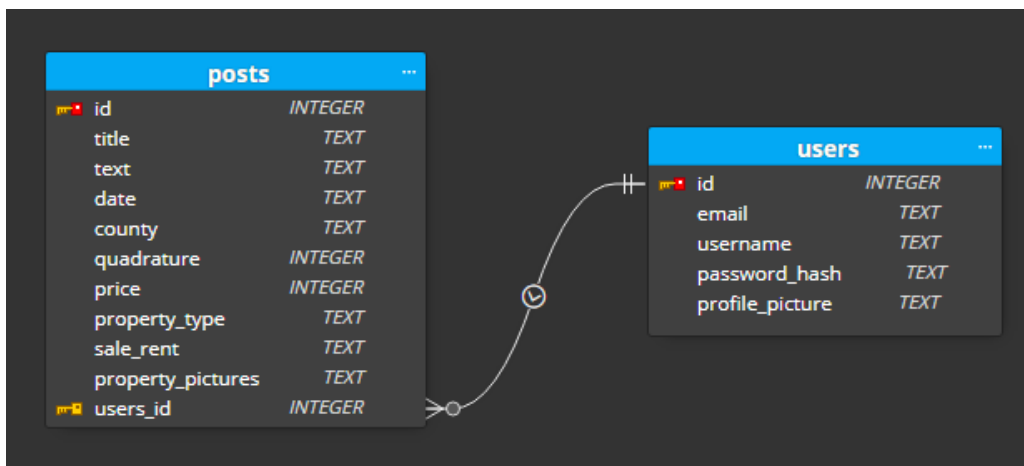 posts ...
id INTEGER
title TEXT
text TEXT
date TEXT
county TEXT
quadrature INTEGER
price INTEGER
property_type TEXT
sale_rent TEXT
property_pictures TEXT
users_id INTEGER
users ...
id INTEGER
email TEXT
username TEXT
password_hash TEXT
profile_picture TEXT